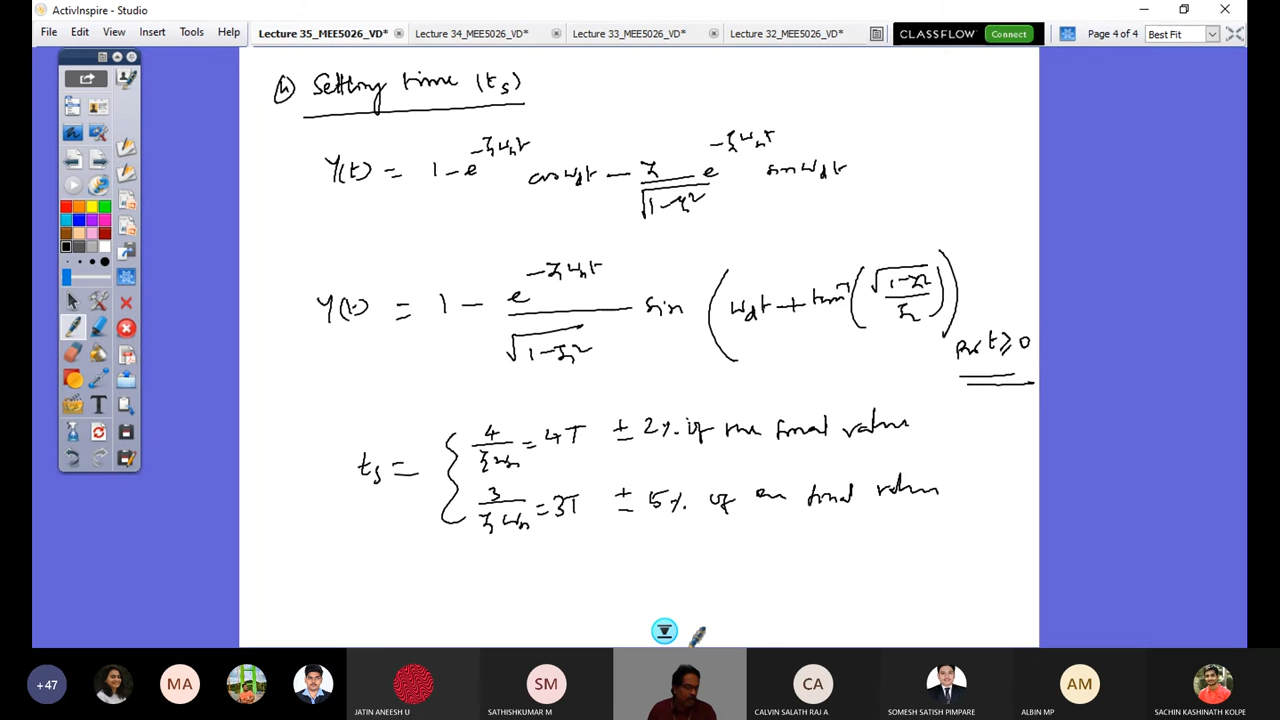 ActivInspire - Studio
File Edit View Insert Tools Help
Lecture 35_MEE5026_VD* Lecture 34_MEE5026_VD* Lecture 33_MEE5026_VD* Lecture 32_MEE5026_VD* CLASSFLOW Connect Page 4 of 4 Best Fit
4) Settling time (ts)
Y(t) = 1 - e^{-ζωnt} cos ωdt - ζ/√(1-ζ²) e^{-ζωnt} sin ωdt
Y(t) = 1 - e^{-ζωnt}/√(1-ζ²) sin (ωdt + tan⁻¹(√(1-ζ²)/ζ))
for t ≥ 0
ts = { 4/ζωn = 4T ± 2% of the final value
3/ζωn = 3T ± 5% of the final value
+47 MA SM CA AM
JATIN ANEESH U SATHISHKUMAR M CALVIN SALATH RAJ A SOMESH SATISH PIMPARE ALBIN MP SACHIN KASHINATH KOLPE